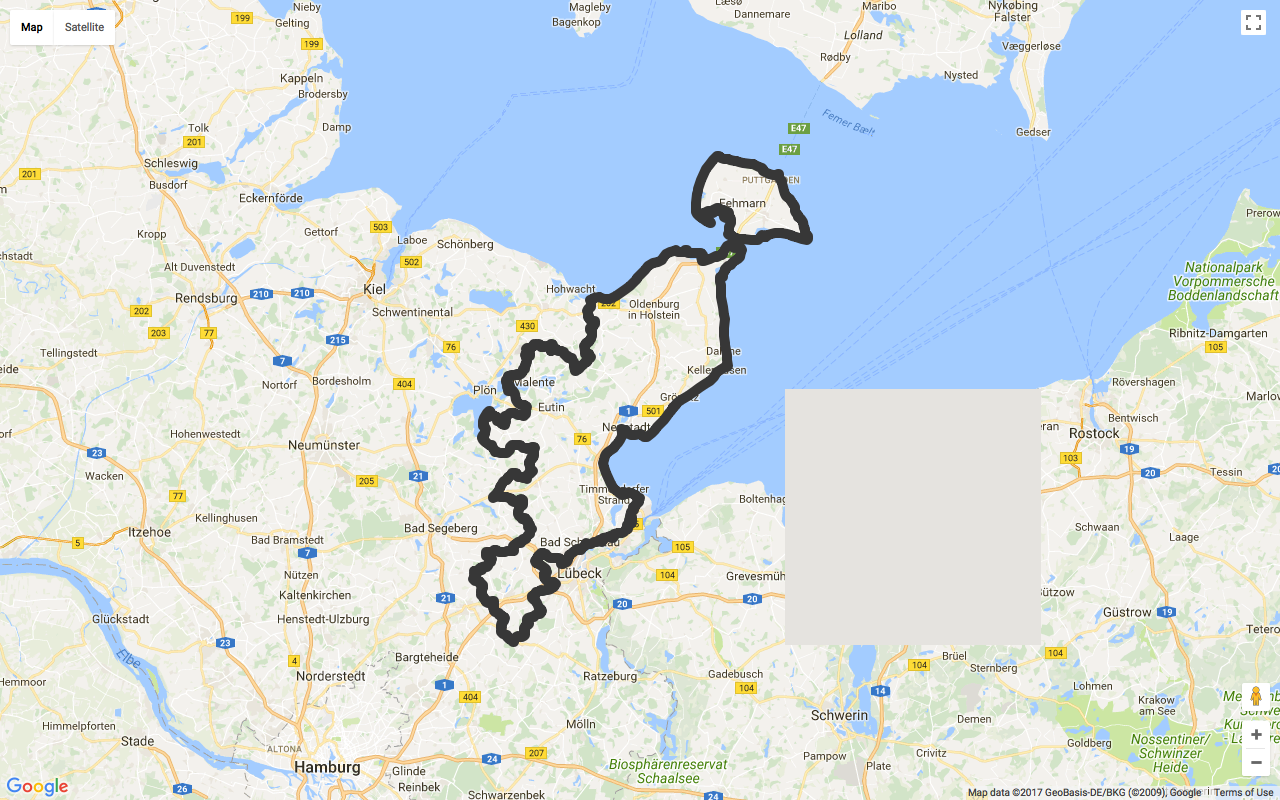 Map
Satellite
199
Nieby
Gelting
199
Kappeln
Brodersby
Damp
Tolk
201
Schleswig
201
Busdorf
Eckernförde
Magleby
Bagenkop
Læsø
Dannemare
Maribo
Lolland
Rødby
Nykøbing
Falster
Væggerløse
Nysted
Gedser
Femer Bælt
E47
E47
PUTTGARDEN
Fehmarn
Prerow
503
Gettorf
Kropp
Laboe
Schönberg
502
Alt Duvenstedt
Rendsburg
210
210
Kiel
Hohwacht
202
Oldenburg
in Holstein
Nationalpark
Vorpommersche
Boddenlandschaft
202
203
77
Schwentinental
430
Ribnitz-Damgarten
105
215
76
Tellingstedt
7
Nortorf
Bordesholm
404
Plön
Malente
Eutin
Dahme
Kellenhusen
1
501
76
Rövershagen
Bentwisch
Rostock
103
19
20
Tessin
Hohenwestedt
Neumünster
23
Wacken
21
205
77
Kellinghusen
Itzehoe
5
Bad Bramstedt
7
Bad Segeberg
Timmendorfer
Strand
Boltenhag
Schwaan
Laage
105
Lübeck
104
Grevesmüh
Nützen
Kaltenkirchen
21
20
20
Bützow
Güstrow
19
Glückstadt
Henstedt-Ulzburg
23
Elbe
4
Bargteheide
1
404
Norderstedt
Ratzeburg
Gadebusch
104
104
104
Brüel
Sternberg
14
Lohmen
Krakow
am See
Hemmoor
Himmelpforten
Stade
Mölln
Schwerin
Demen
Goldberg
Nossentiner/
Schwinzer
Heide
ALTONA
Hamburg
207
24
Glinde
Reinbek
Biosphärenreservat
Schaalsee
Pampow
Crivitz
Plate
26
Schwarzenbek
24
Google
Map data ©2017 GeoBasis-DE/BKG (©2009), Google
Terms of Use